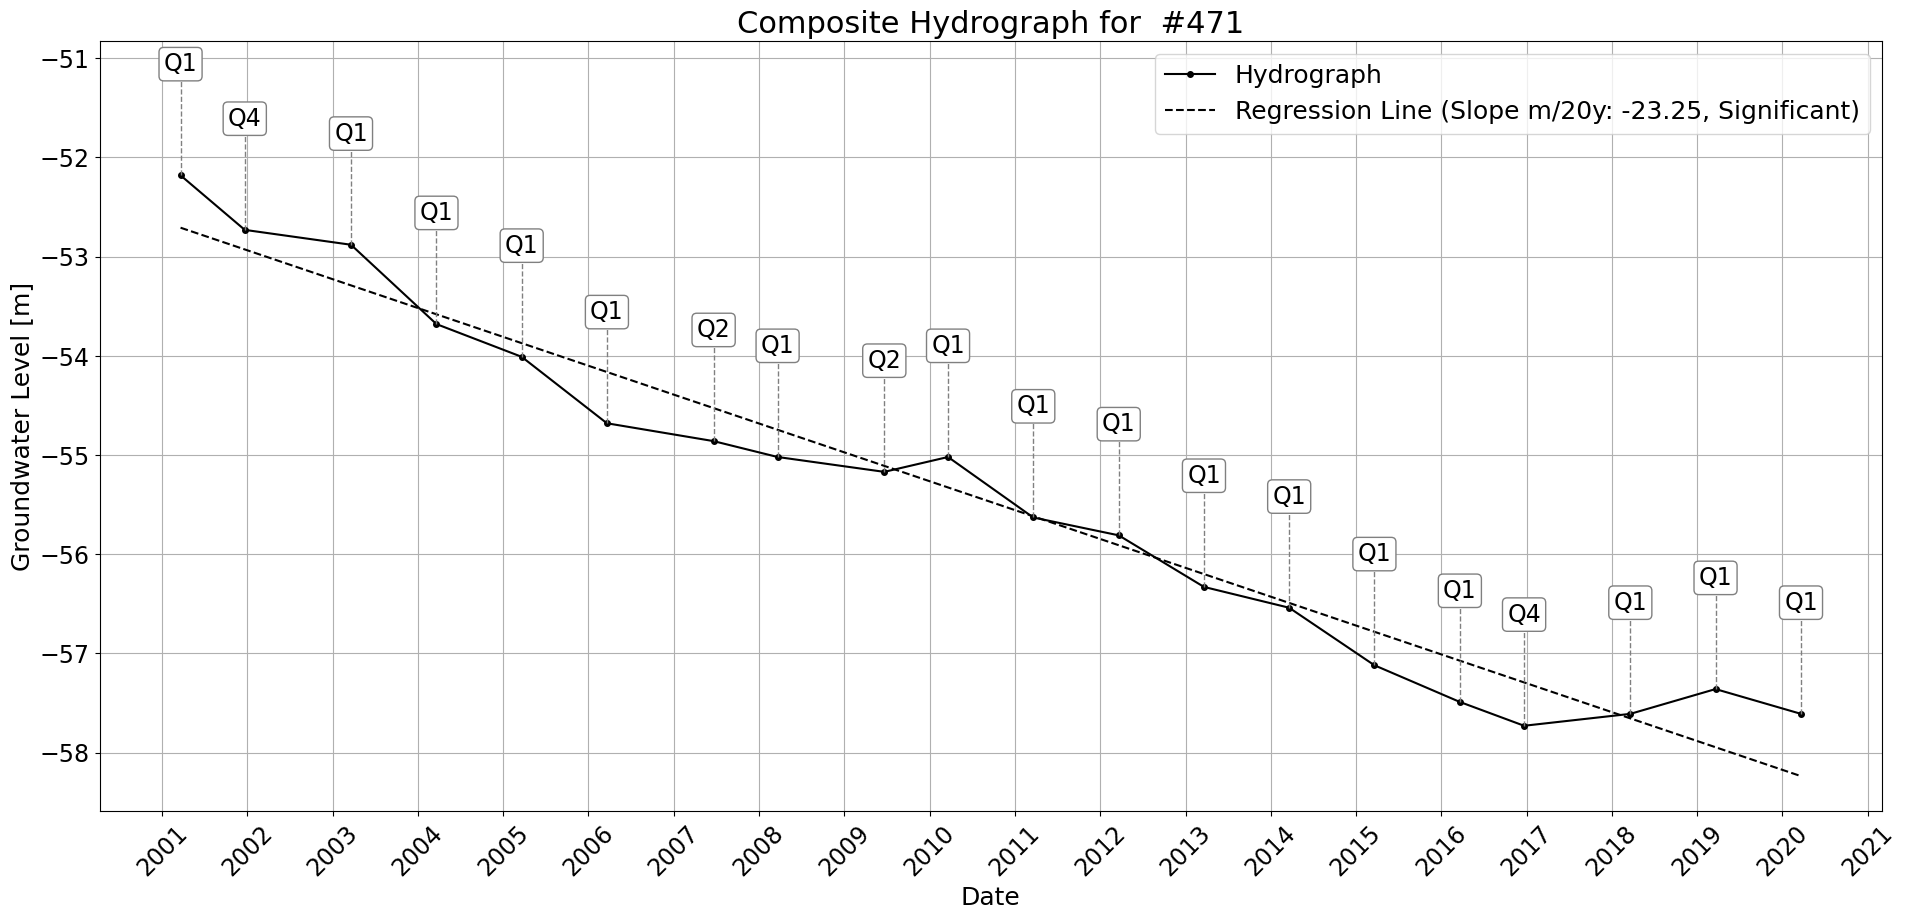 Composite Hydrograph for  #471
Hydrograph
Regression Line (Slope m/20y: -23.25, Significant)
Groundwater Level [m]
−51
−52
−53
−54
−55
−56
−57
−58
Q1
Q4
Q1
Q1
Q1
Q1
Q2
Q1
Q2
Q1
Q1
Q1
Q1
Q1
Q1
Q1
Q4
Q1
Q1
Q1
2001
2002
2003
2004
2005
2006
2007
2008
2009
2010
2011
2012
2013
2014
2015
2016
2017
2018
2019
2020
2021
Date